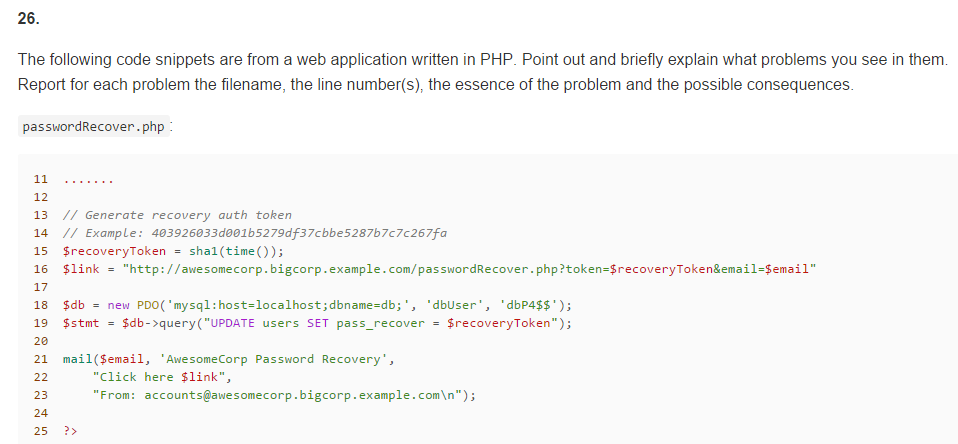 26.
The following code snippets are from a web application written in PHP. Point out and briefly explain what problems you see in them.
Report for each problem the filename, the line number(s), the essence of the problem and the possible consequences.
passwordRecover.php :
11 .......
12
13 // Generate recovery auth token
14 // Example: 403926033d001b5279df37cbbe5287b7c7c267fa
15 $recoveryToken = sha1(time());
16 $link = "http://awesomecorp.bigcorp.example.com/passwordRecover.php?token=$recoveryToken&email=$email"
17
18 $db = new PDO('mysql:host=localhost;dbname=db;', 'dbUser', 'dbP4$$');
19 $stmt = $db->query("UPDATE users SET pass_recover = $recoveryToken");
20
21 mail($email, 'AwesomeCorp Password Recovery',
22 "Click here $link",
23 "From: accounts@awesomecorp.bigcorp.example.com\n");
24
25 ?>